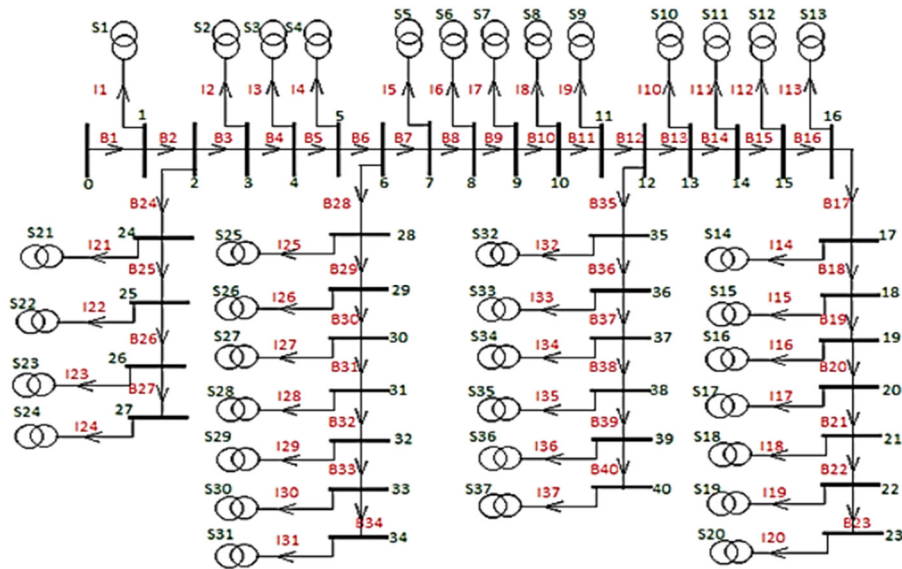 S1 S2 S3 S4 S5 S6 S7 S8 S9 S10 S11 S12 S13
I1 I2 I3 I4 I5 I6 I7 I8 I9 I10 I11 I12 I13
1 5 11 16
B1 B2 B3 B4 B5 B6 B7 B8 B9 B10 B11 B12 B13 B14 B15 B16
0 2 3 4 6 7 8 9 10 12 13 14 15
B24 B28 B35 B17
S21 I21 24 S25 I25 28 S32 I32 35 S14 I14 17
B25 B29 B36 B18
S22 I22 25 S26 I26 29 S33 I33 36 S15 I15 18
B26 B30 B37 B19
S23 I23 26 S27 I27 30 S34 I34 37 S16 I16 19
B27 B31 B38 B20
S24 I24 27 S28 I28 31 S35 I35 38 S17 I17 20
B32 B39 B21
S29 I29 32 S36 I36 39 S18 I18 21
B33 B40 B22
S30 I30 33 S37 I37 40 S19 I19 22
B34 B23
S31 I31 34 S20 I20 23